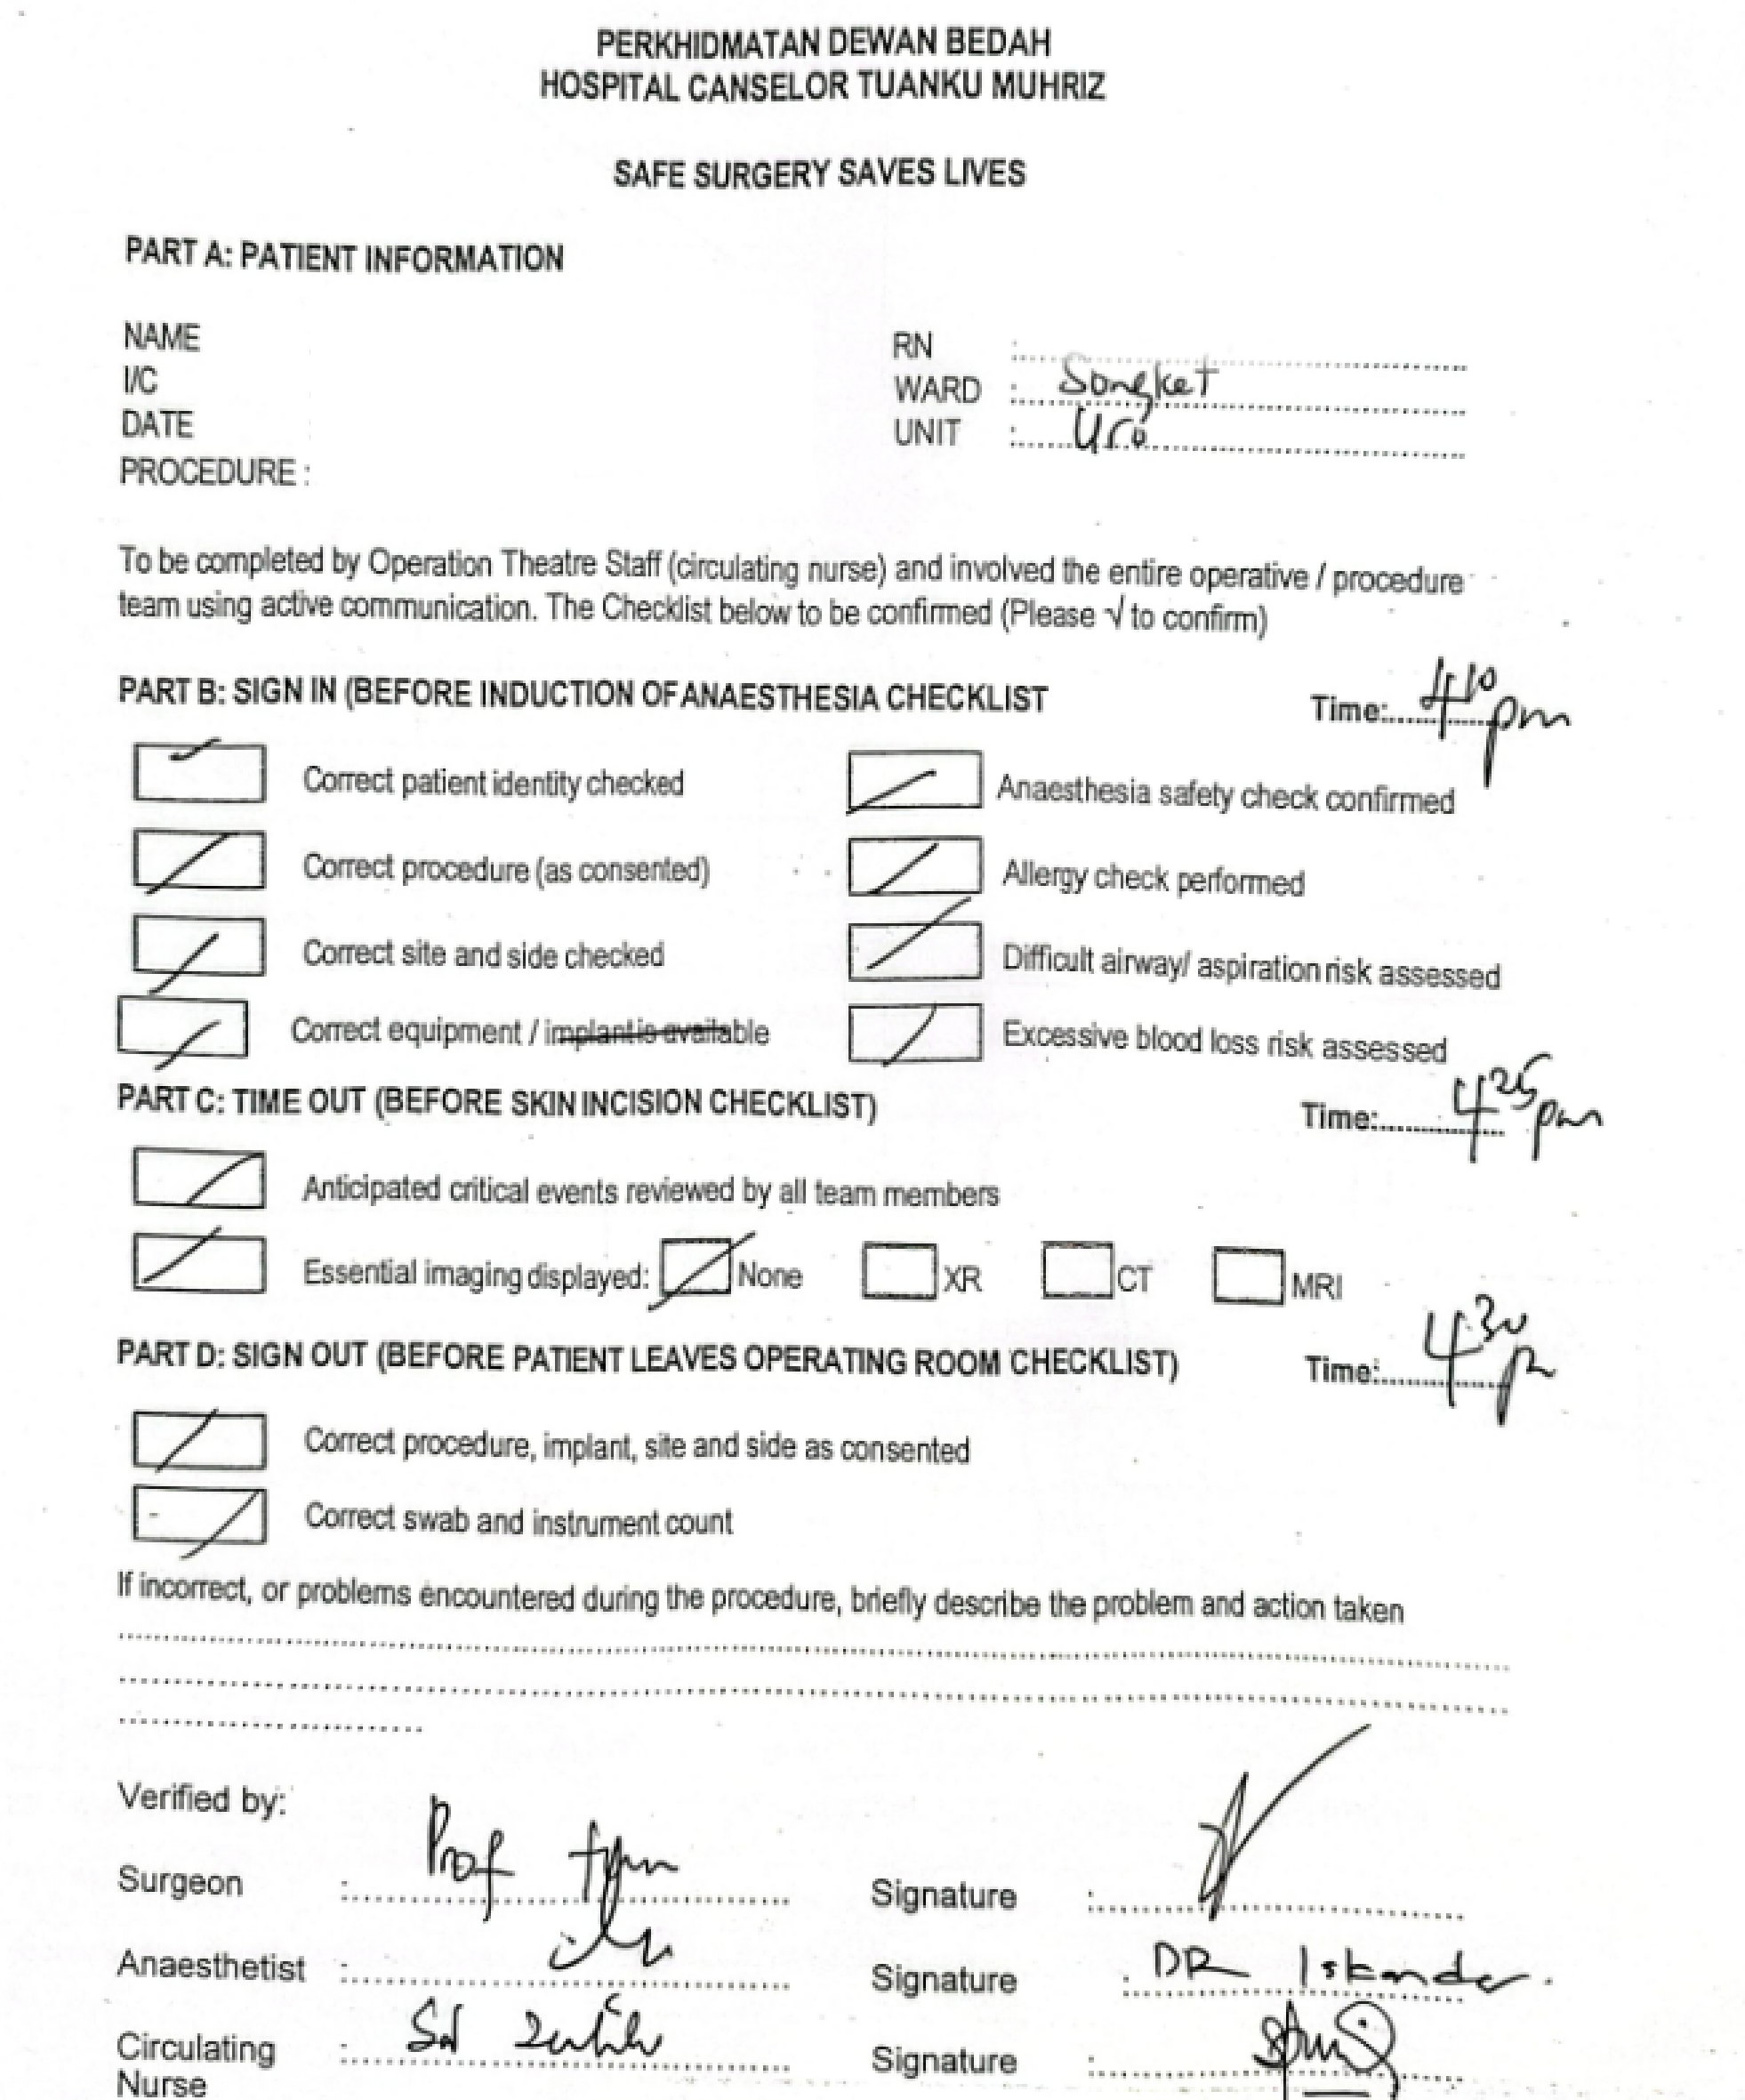 PERKHIDMATAN DEWAN BEDAH
HOSPITAL CANSELOR TUANKU MUHRIZ
SAFE SURGERY SAVES LIVES
PART A: PATIENT INFORMATION
NAME
I/C
DATE
PROCEDURE :
RN :
WARD : Songket
UNIT : Uro
To be completed by Operation Theatre Staff (circulating nurse) and involved the entire operative / procedure
team using active communication. The Checklist below to be confirmed (Please √ to confirm)
PART B: SIGN IN (BEFORE INDUCTION OF ANAESTHESIA CHECKLIST Time: 4 10 pm
Correct patient identity checked
Anaesthesia safety check confirmed
Correct procedure (as consented)
Allergy check performed
Correct site and side checked
Difficult airway/ aspiration risk assessed
Correct equipment / implant is available
Excessive blood loss risk assessed
PART C: TIME OUT (BEFORE SKIN INCISION CHECKLIST) Time: 4 25 pm
Anticipated critical events reviewed by all team members
Essential imaging displayed: None XR CT MRI
PART D: SIGN OUT (BEFORE PATIENT LEAVES OPERATING ROOM CHECKLIST) Time: 4 30 p
Correct procedure, implant, site and side as consented
Correct swab and instrument count
If incorrect, or problems encountered during the procedure, briefly describe the problem and action taken
Verified by:
Surgeon : Prof Signature :
Anaesthetist : Signature : DR Iskandar.
Circulating : Signature :
Nurse